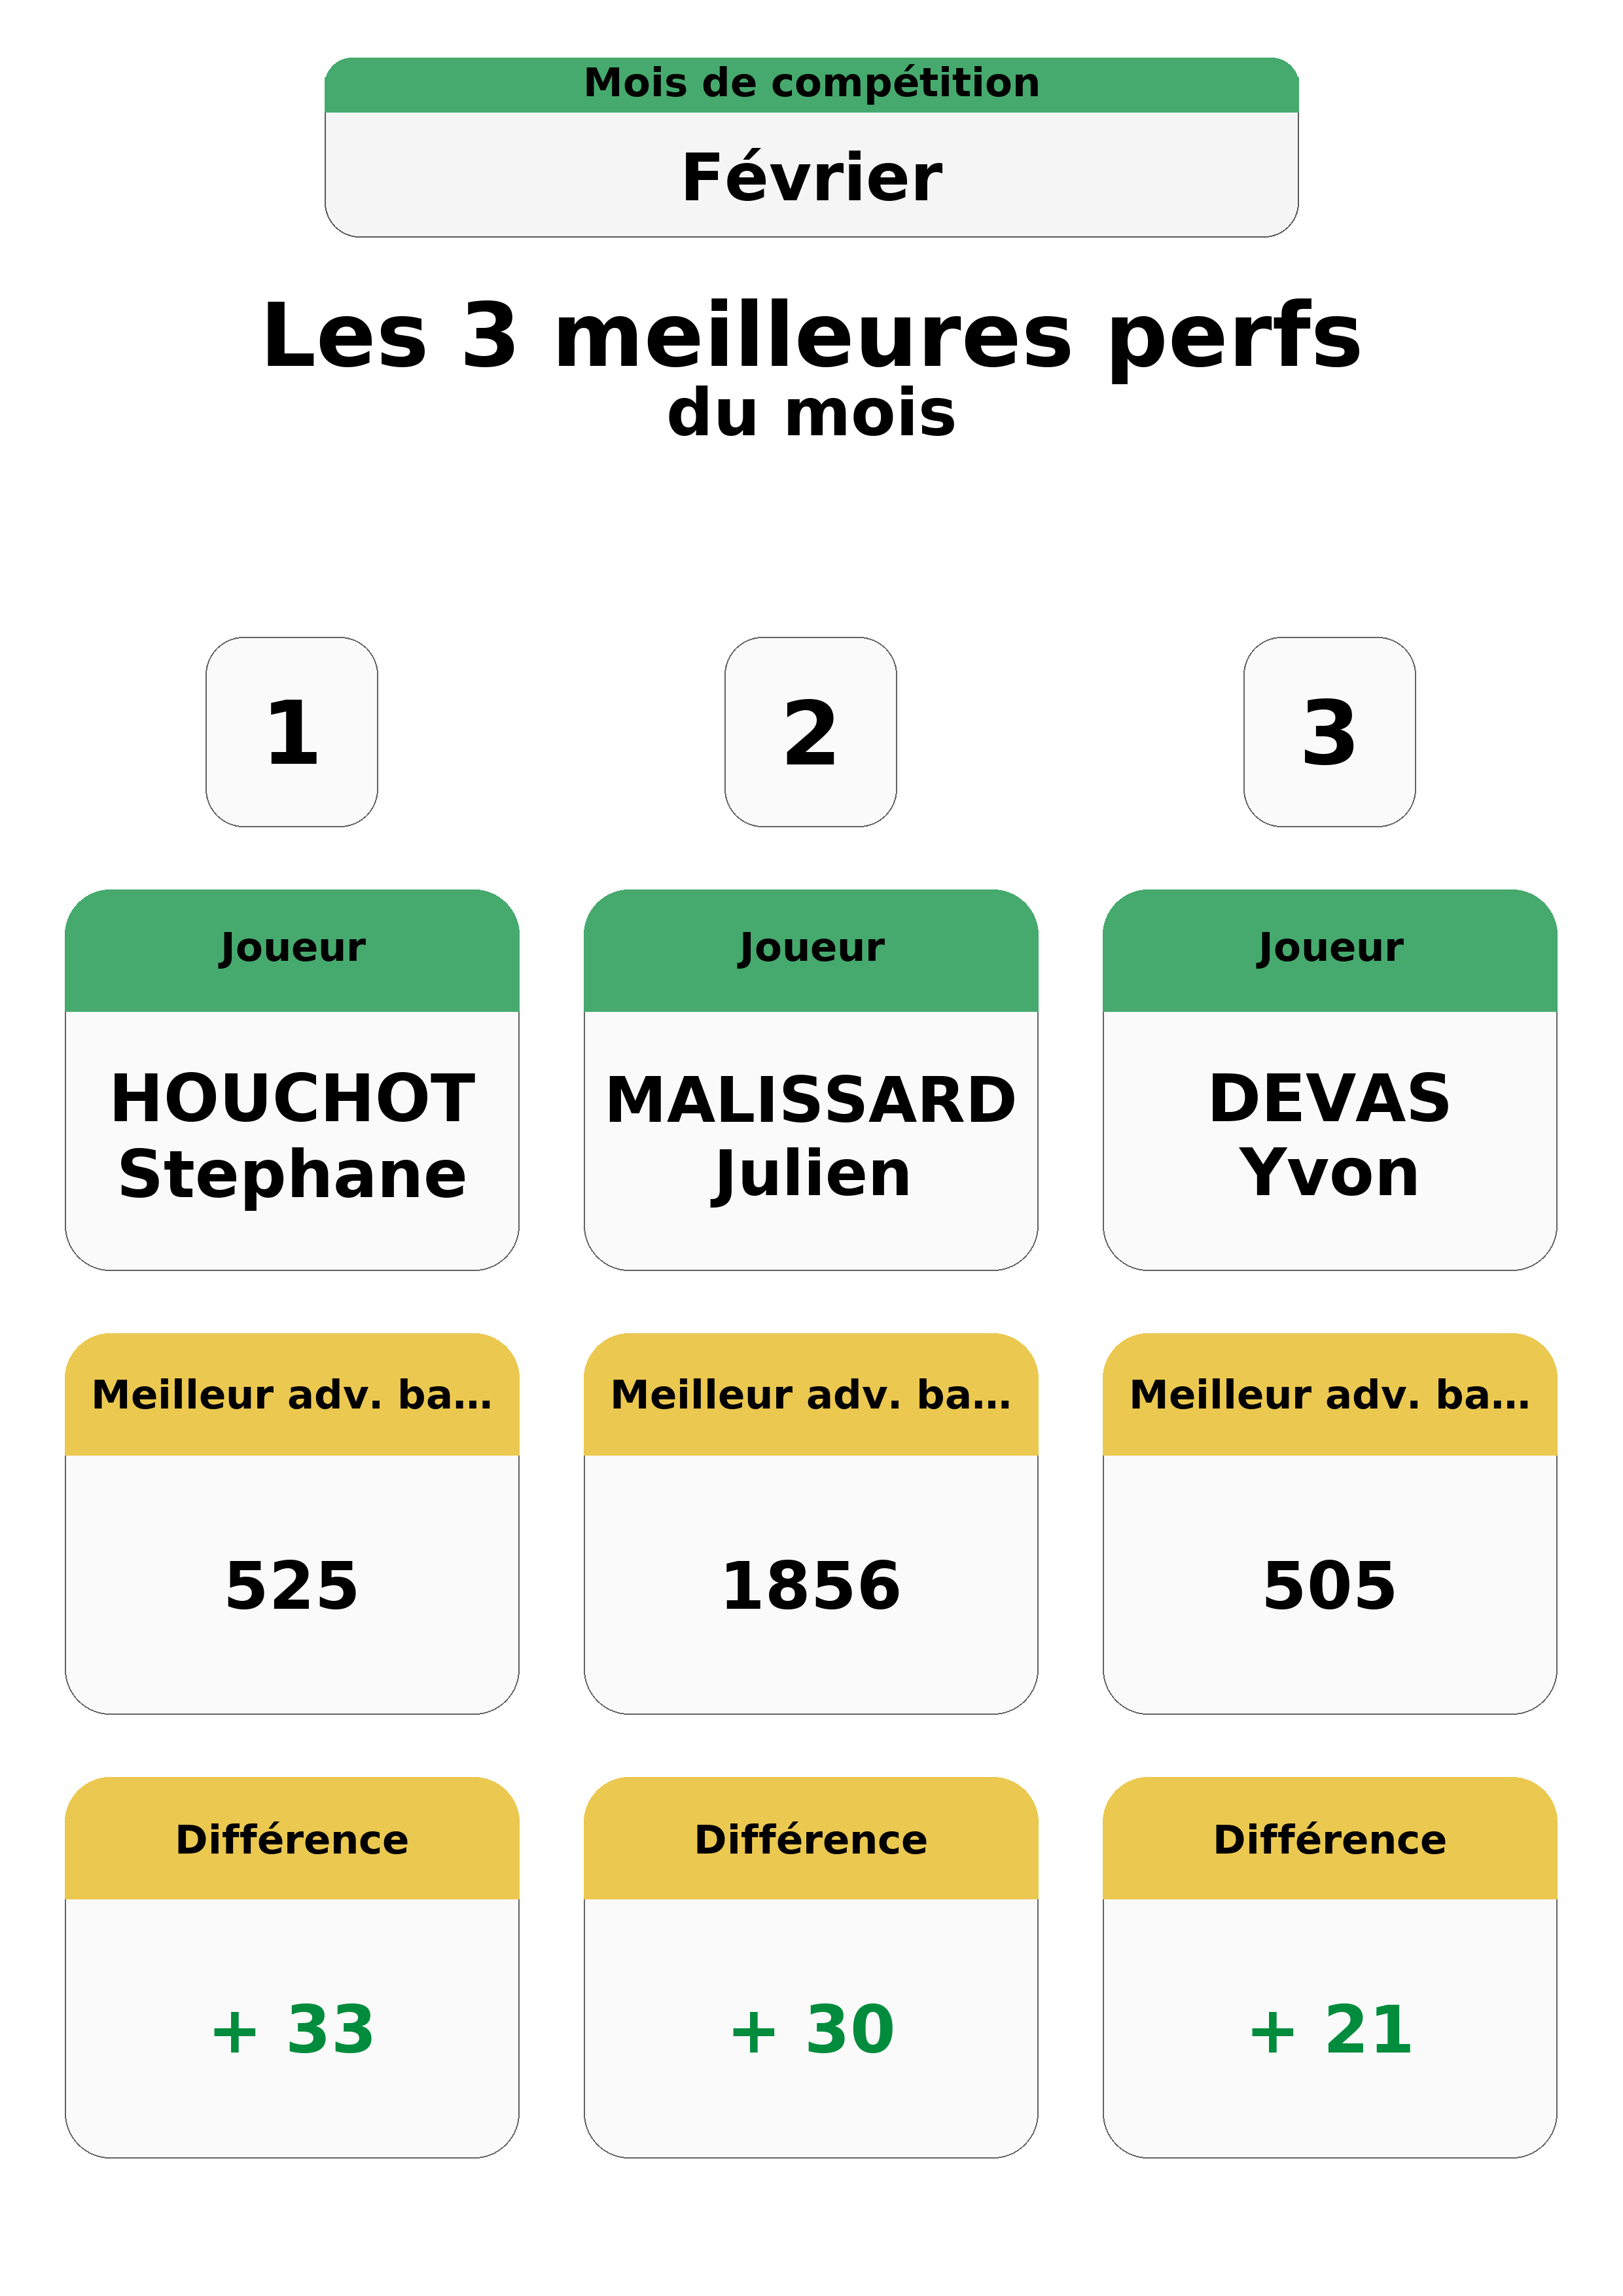 Mois de compétition
Février
Les 3 meilleures perfs
du mois
1
2
3
Joueur
Joueur
Joueur
HOUCHOT
Stephane
MALISSARD
Julien
DEVAS
Yvon
Meilleur adv. ba...
Meilleur adv. ba...
Meilleur adv. ba...
525
1856
505
Différence
Différence
Différence
+ 33
+ 30
+ 21